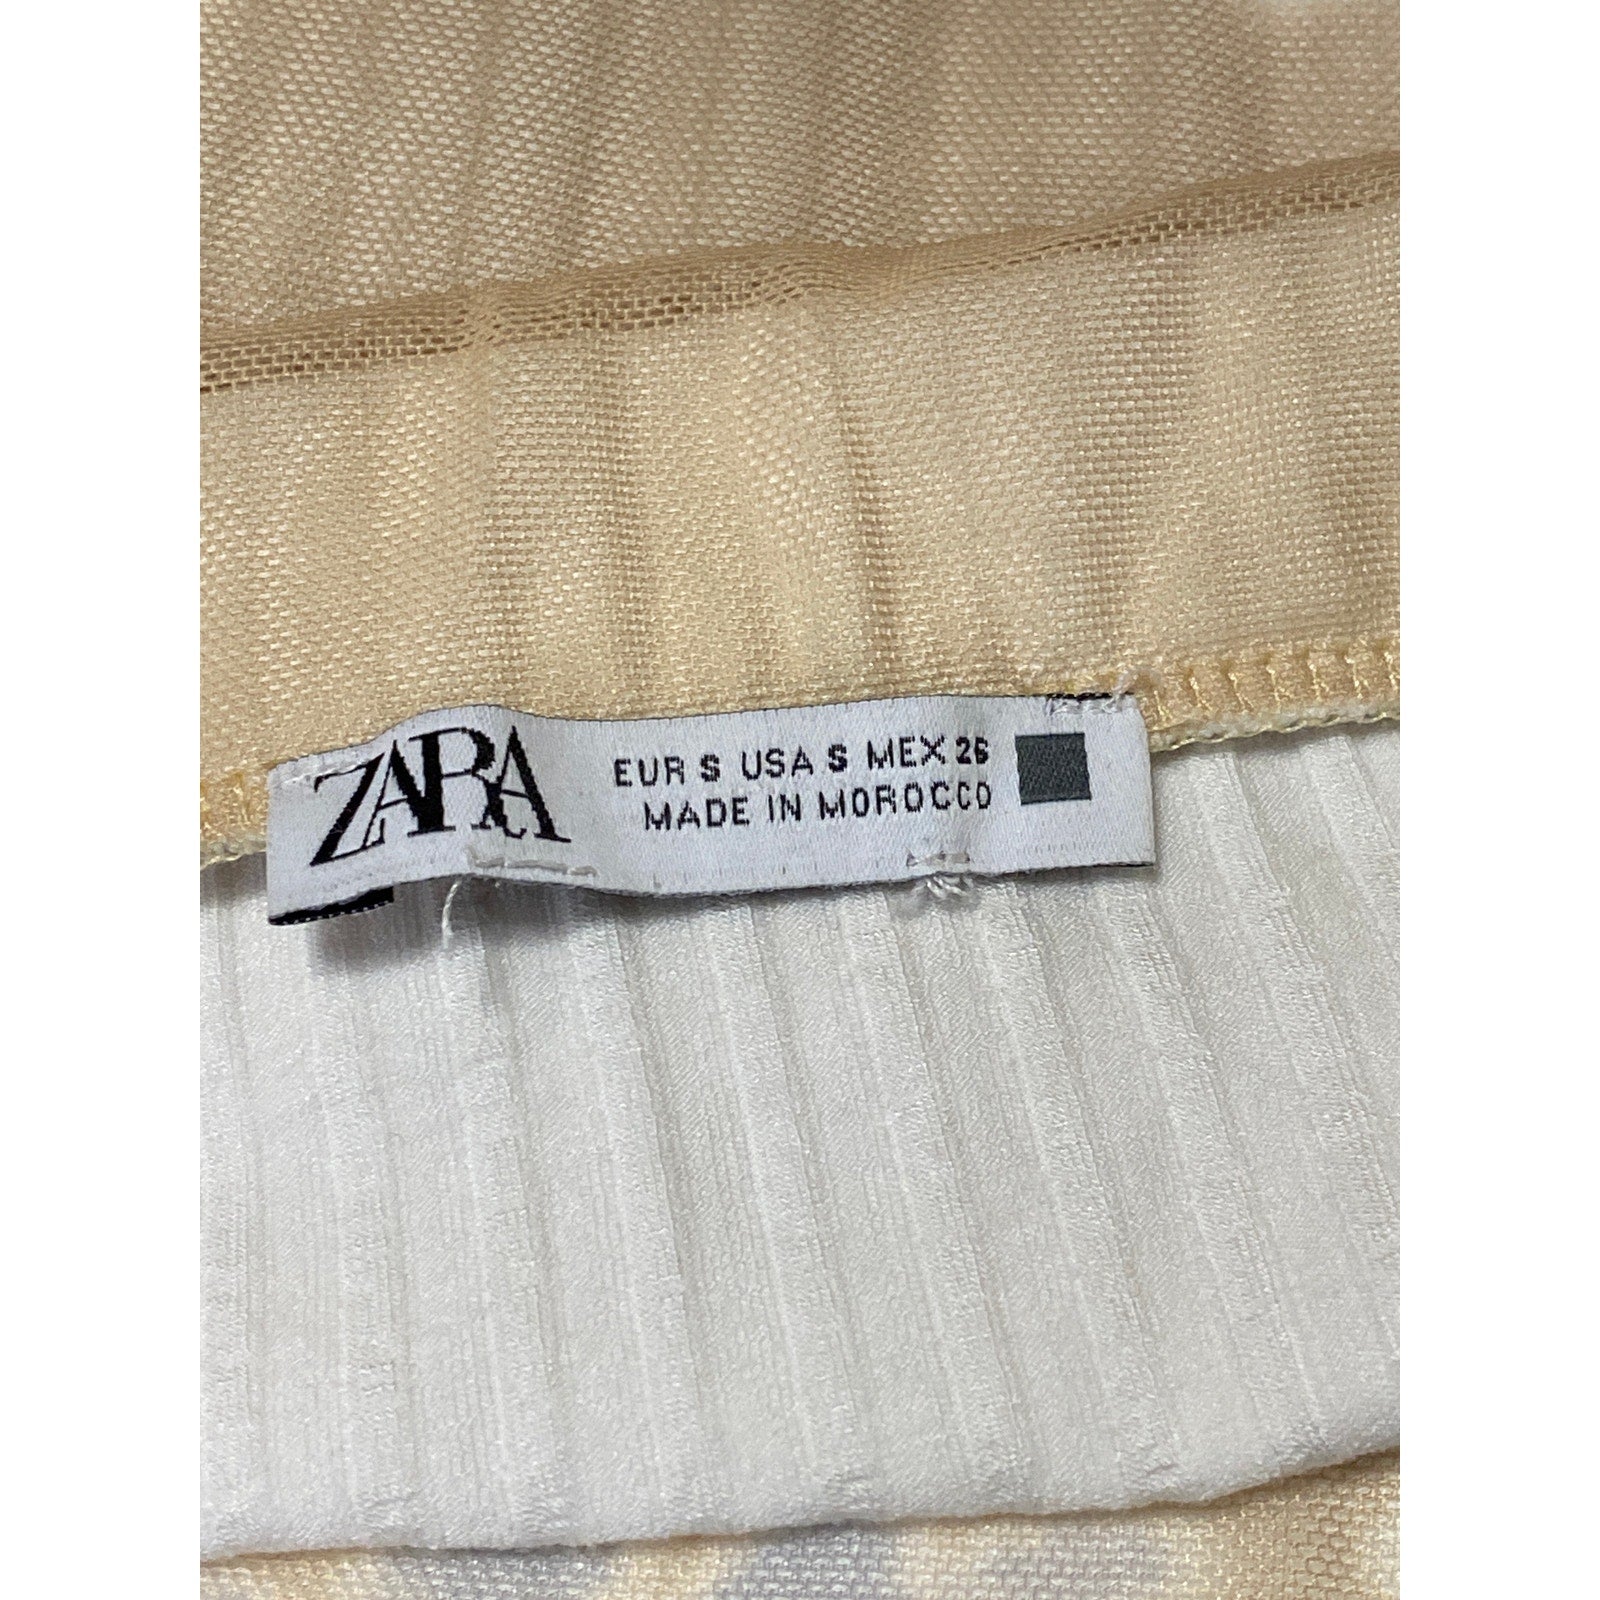 ZARA
EUR S USA S MEX 26
MADE IN MOROCCO